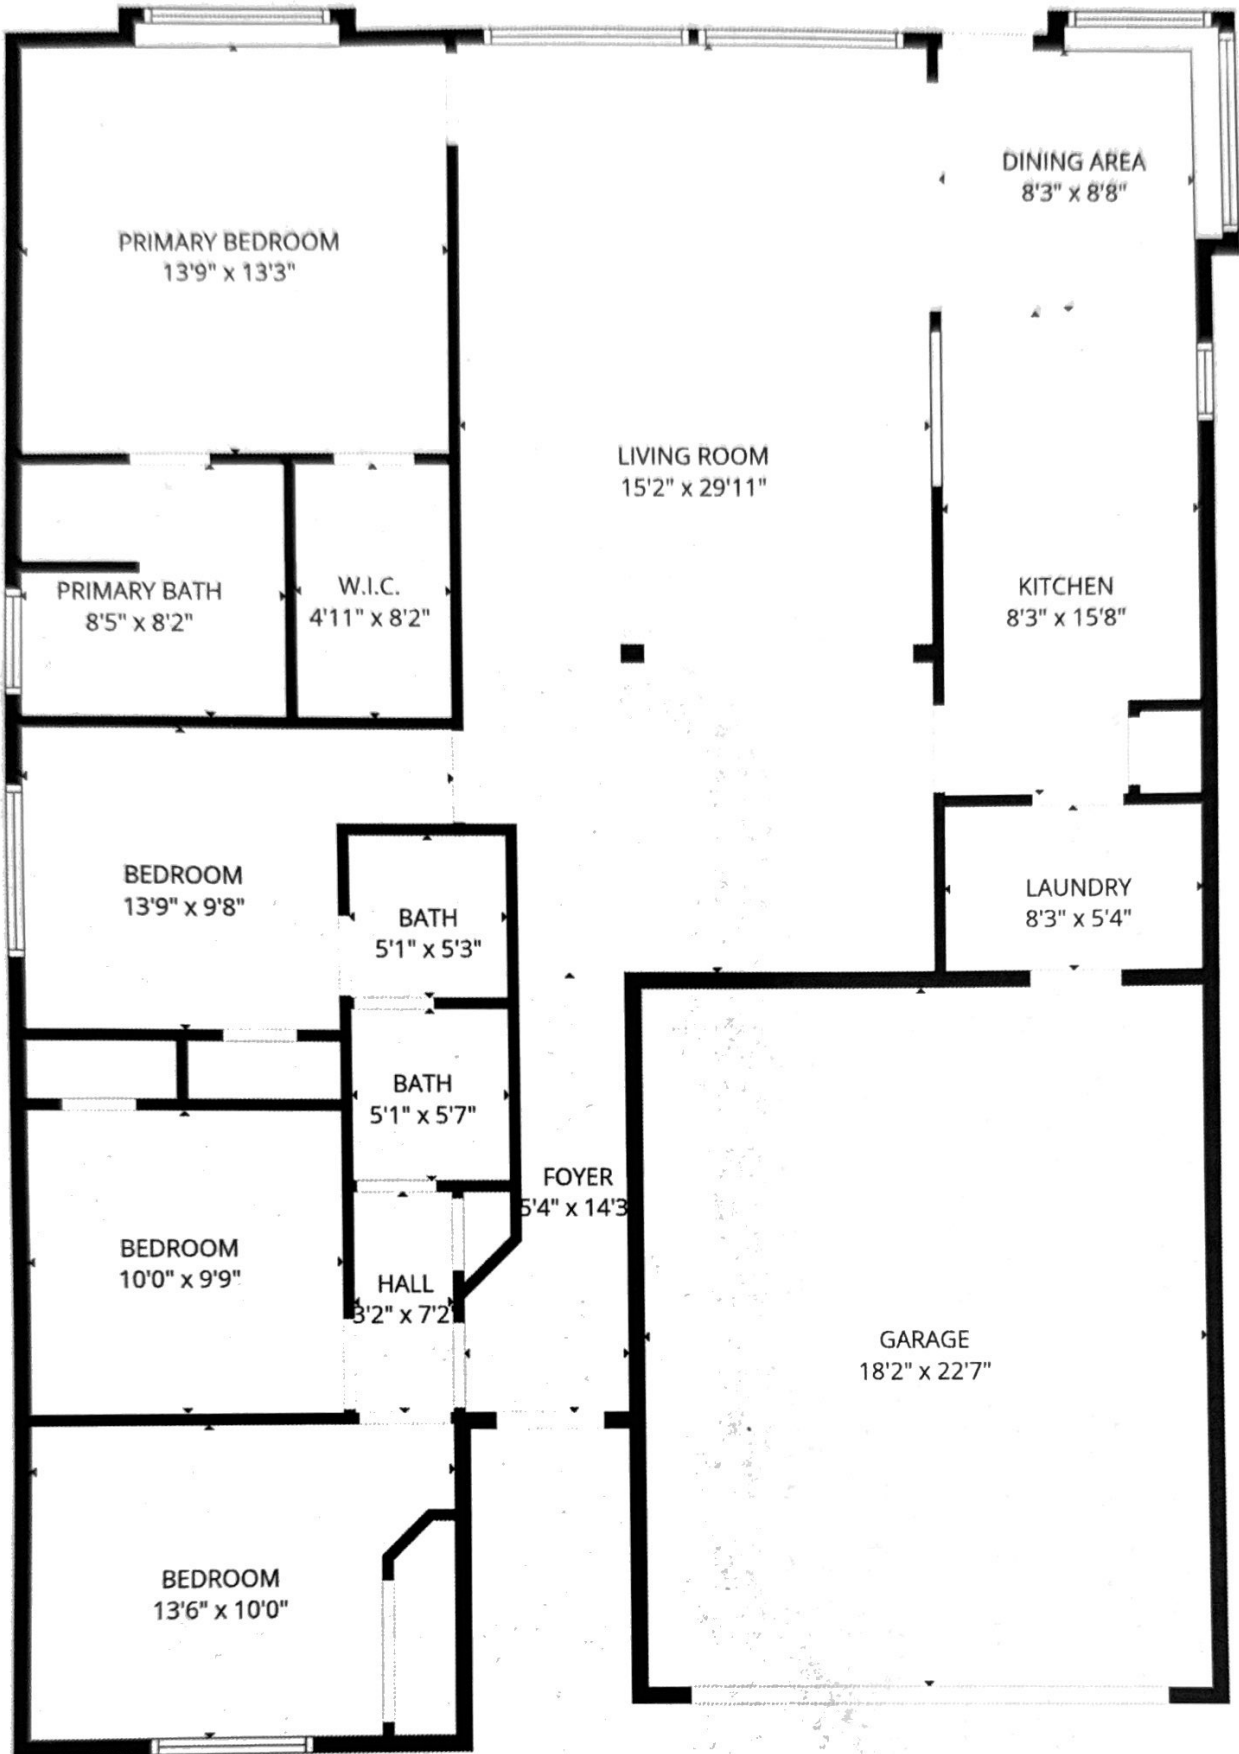 DINING AREA
8'3" x 8'8"
PRIMARY BEDROOM
13'9" x 13'3"
LIVING ROOM
15'2" x 29'11"
PRIMARY BATH
8'5" x 8'2"
W.I.C.
4'11" x 8'2"
KITCHEN
8'3" x 15'8"
BEDROOM
13'9" x 9'8"
BATH
5'1" x 5'3"
LAUNDRY
8'3" x 5'4"
BATH
5'1" x 5'7"
FOYER
5'4" x 14'3
BEDROOM
10'0" x 9'9"
HALL
3'2" x 7'2"
GARAGE
18'2" x 22'7"
BEDROOM
13'6" x 10'0"